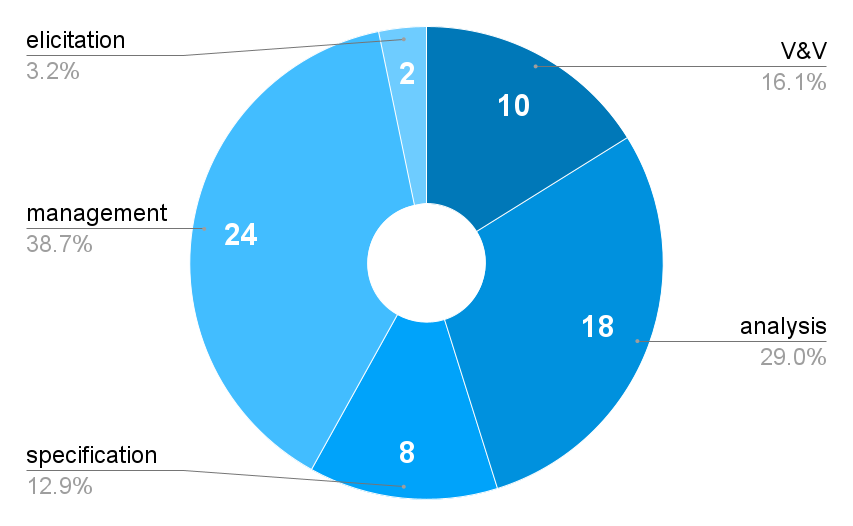 elicitation
3.2%
V&V
16.1%
2
10
management
38.7%
24
18
analysis
29.0%
8
specification
12.9%